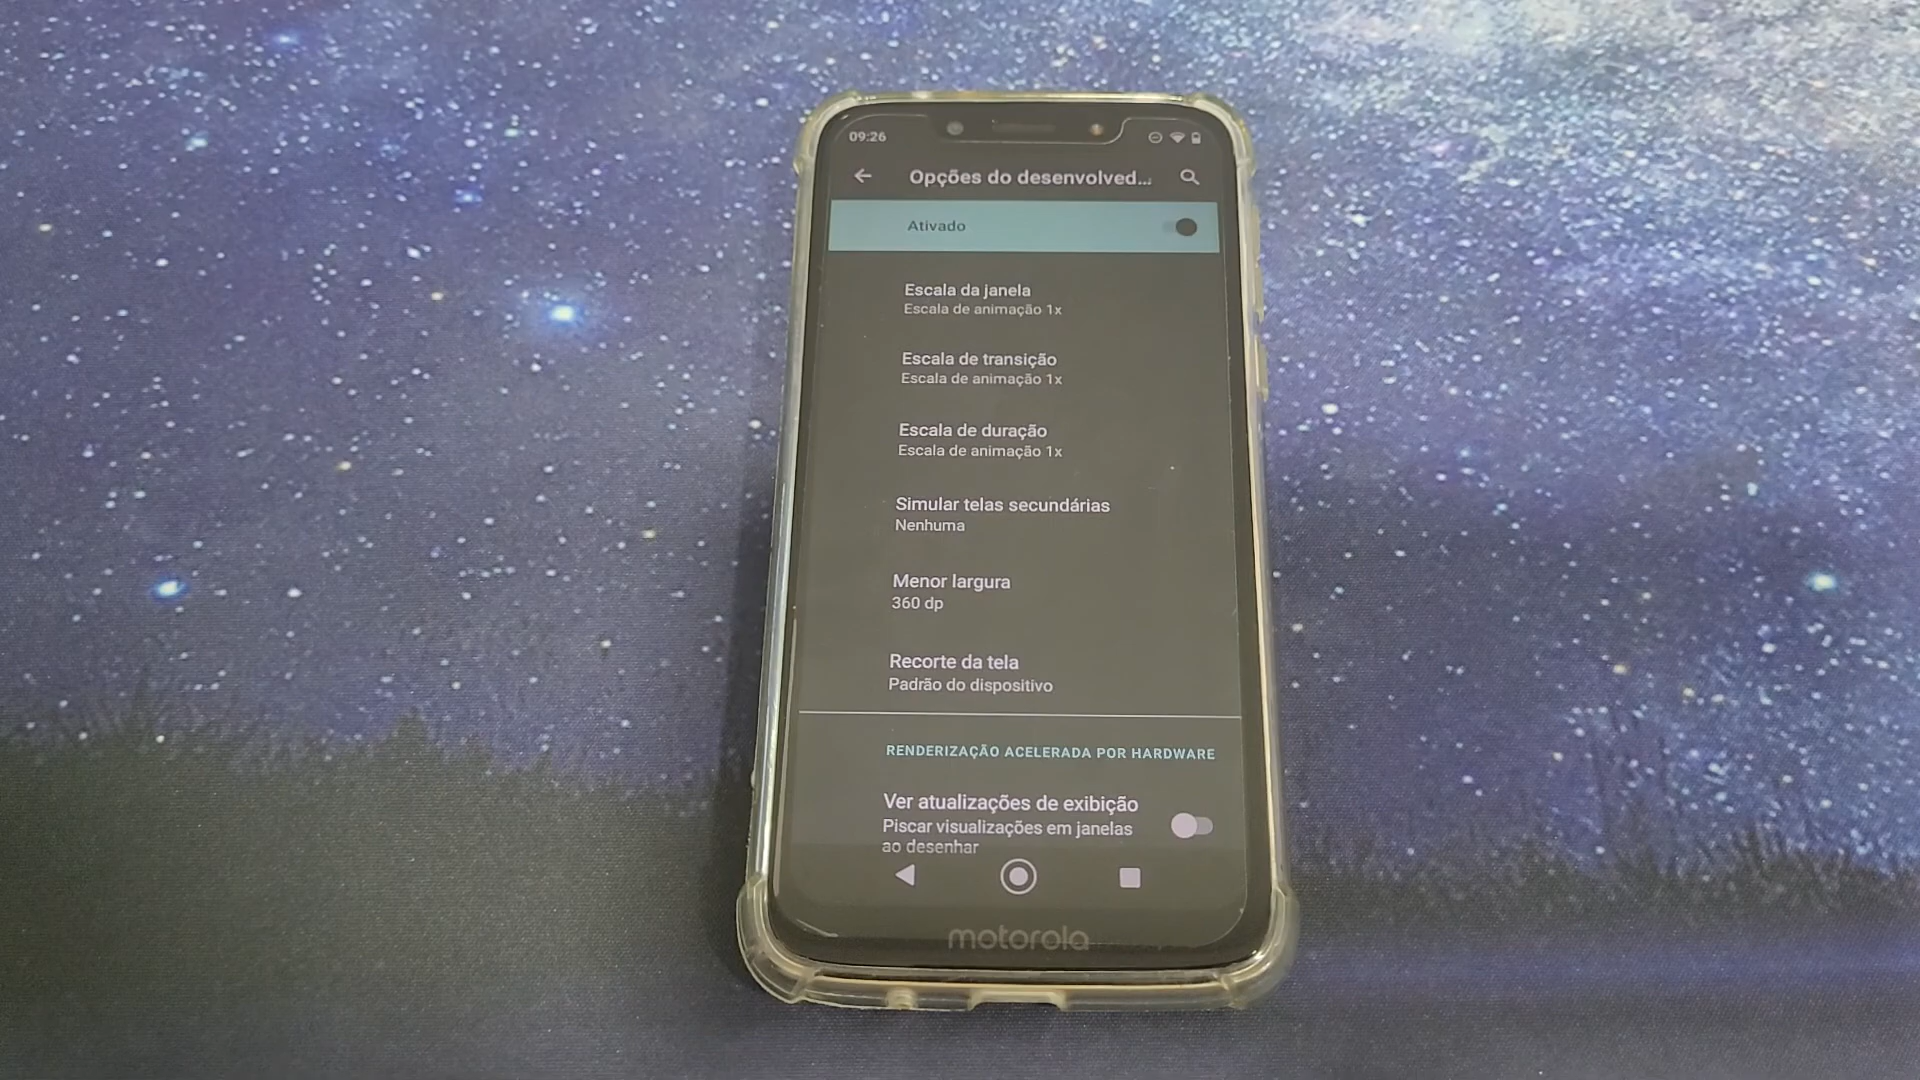 09:26
Opções do desenvolved...
Ativado
Escala da janela
Escala de animação 1x
Escala de transição
Escala de animação 1x
Escala de duração
Escala de animação 1x
Simular telas secundárias
Nenhuma
Menor largura
360 dp
Recorte da tela
Padrão do dispositivo
RENDERIZAÇÃO ACELERADA POR HARDWARE
Ver atualizações de exibição
Piscar visualizações em janelas
ao desenhar
motorola